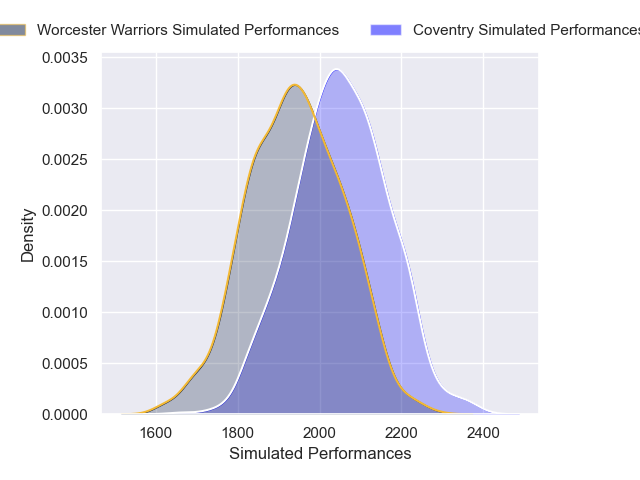 Worcester Warriors Simulated Performances
Coventry Simulated Performances
0.0035
0.0030
0.0025
0.0020
0.0015
0.0010
0.0005
0.0000
Density
1600 1800 2000 2200 2400
Simulated Performances